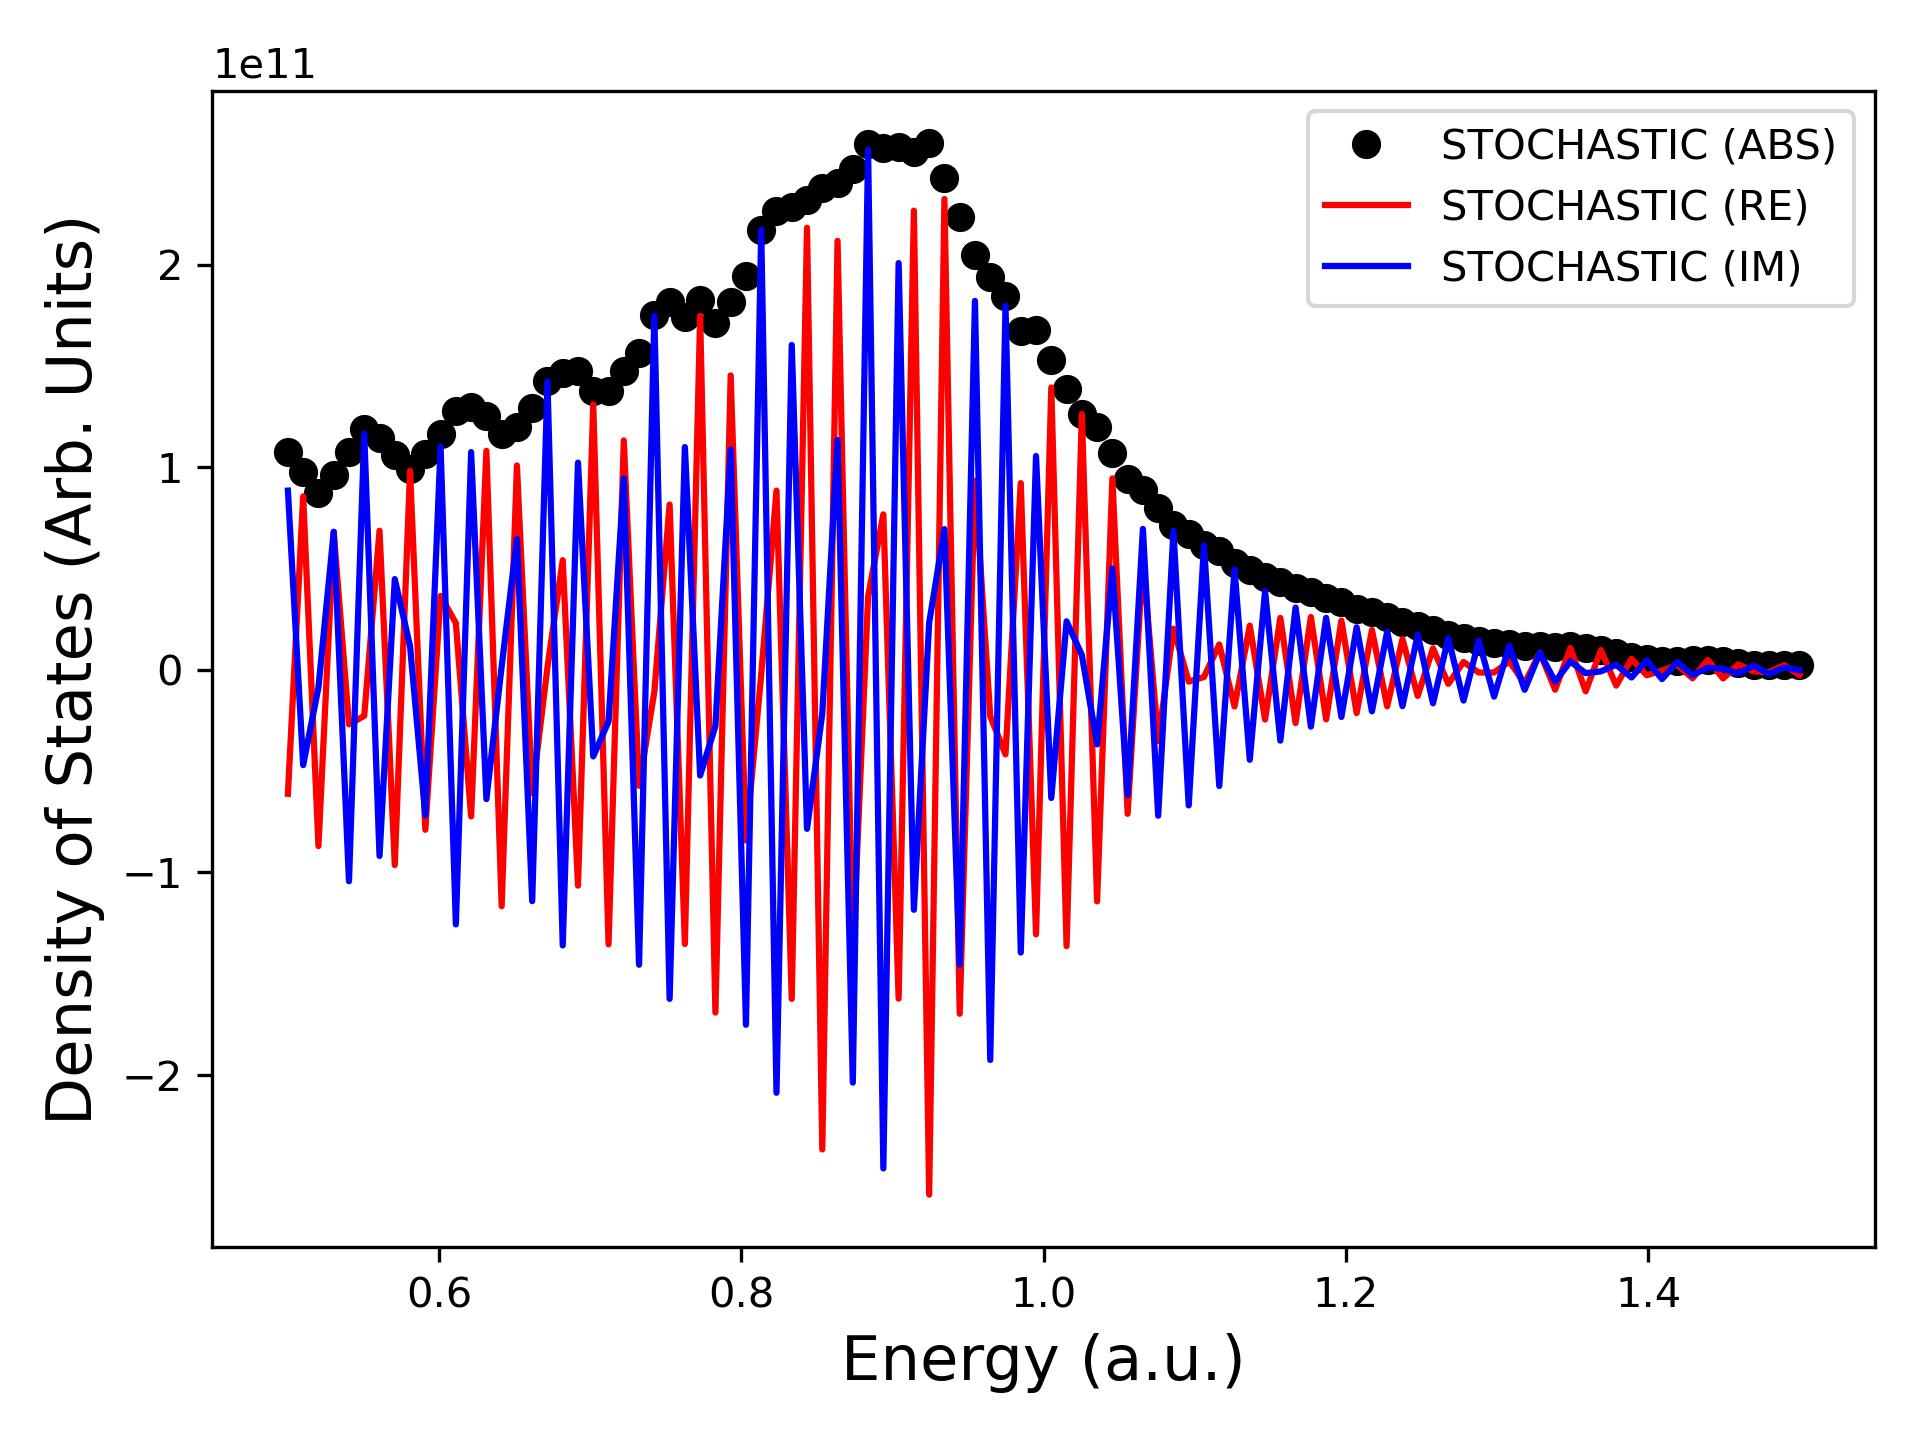 1e11
STOCHASTIC (ABS)
STOCHASTIC (RE)
STOCHASTIC (IM)
Density of States (Arb. Units)
2
1
0
−1
−2
0.6 0.8 1.0 1.2 1.4
Energy (a.u.)